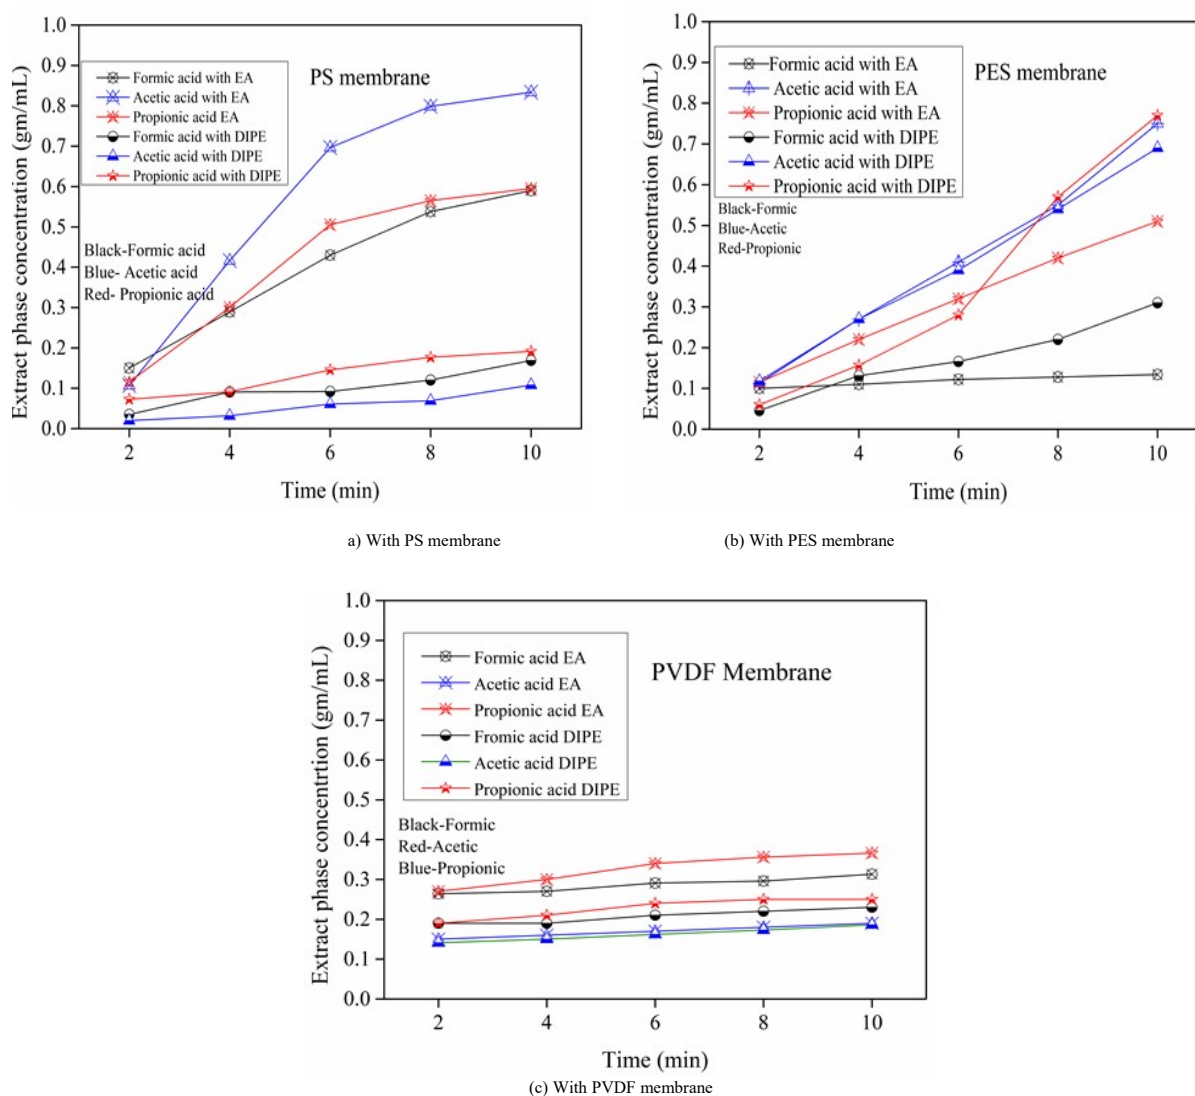 PS membrane
Formic acid with EA
Acetic acid with EA
Propionic acid EA
Formic acid with DIPE
Acetic acid with DIPE
Propionic acid with DIPE
Black-Formic acid
Blue- Acetic acid
Red- Propionic acid
Extract phase concentration (gm/mL)
1.0
0.9
0.8
0.7
0.6
0.5
0.4
0.3
0.2
0.1
0.0
2 4 6 8 10
Time (min)
a) With PS membrane
PES membrane
Formic acid with EA
Acetic acid with EA
Propionic acid with EA
Formic acid with DIPE
Acetic acid with DIPE
Propionic acid with DIPE
Black-Formic
Blue-Acetic
Red-Propionic
Extract phase concentration (gm/mL)
1.0
0.9
0.8
0.7
0.6
0.5
0.4
0.3
0.2
0.1
0.0
2 4 6 8 10
Time (min)
(b) With PES membrane
PVDF Membrane
Formic acid EA
Acetic acid EA
Propionic acid EA
Fromic acid DIPE
Acetic acid DIPE
Propionic acid DIPE
Black-Formic
Red-Acetic
Blue-Propionic
Extract phase concentrtion (gm/mL)
1.0
0.9
0.8
0.7
0.6
0.5
0.4
0.3
0.2
0.1
0.0
2 4 6 8 10
Time (min)
(c) With PVDF membrane